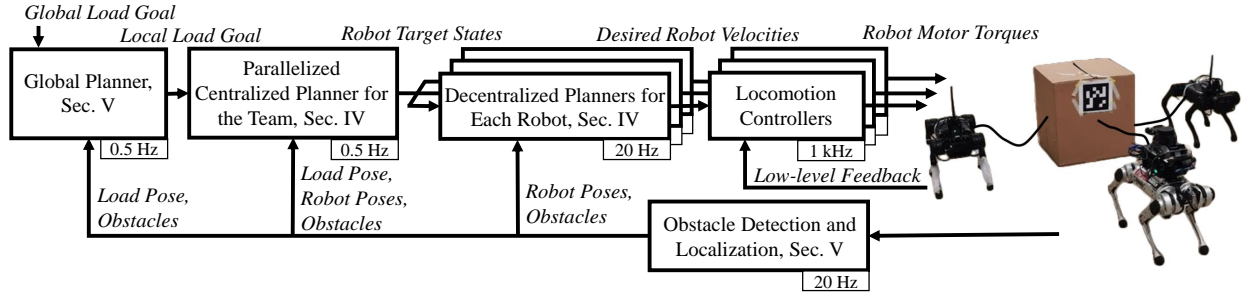 Global Load Goal
Local Load Goal
Robot Target States
Desired Robot Velocities
Robot Motor Torques
Global Planner,
Sec. V
0.5 Hz
Parallelized
Centralized Planner for
the Team, Sec. IV
0.5 Hz
Decentralized Planners for
Each Robot, Sec. IV
20 Hz
Locomotion
Controllers
1 kHz
Low-level Feedback
Load Pose,
Obstacles
Load Pose,
Robot Poses,
Obstacles
Robot Poses,
Obstacles
Obstacle Detection and
Localization, Sec. V
20 Hz